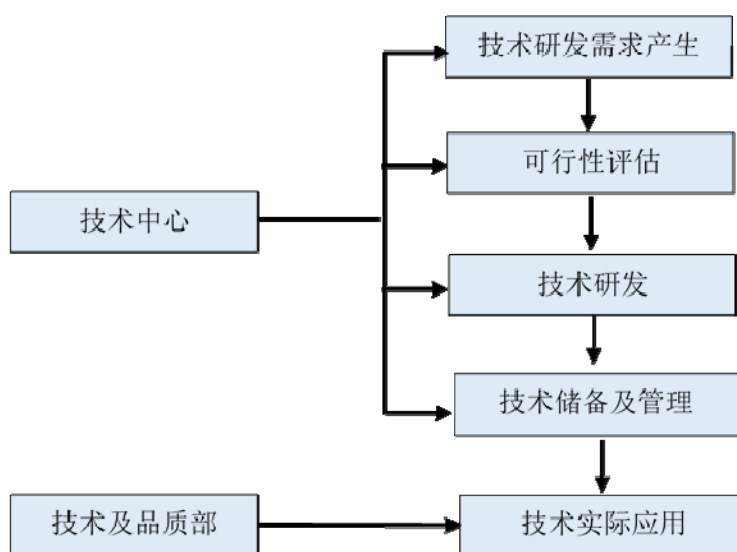 技术研发需求产生
可行性评估
技术中心
技术研发
技术储备及管理
技术及品质部
技术实际应用